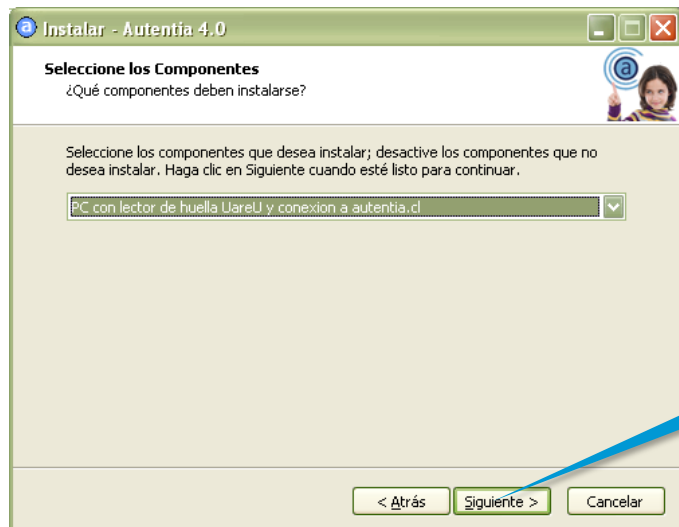 Instalar - Autentia 4.0
Seleccione los Componentes
¿Qué componentes deben instalarse?
Seleccione los componentes que desea instalar; desactive los componentes que no
desea instalar. Haga clic en Siguiente cuando esté listo para continuar.
PC con lector de huella UareU y conexion a autentia.cl
< Atrás Siguiente > Cancelar